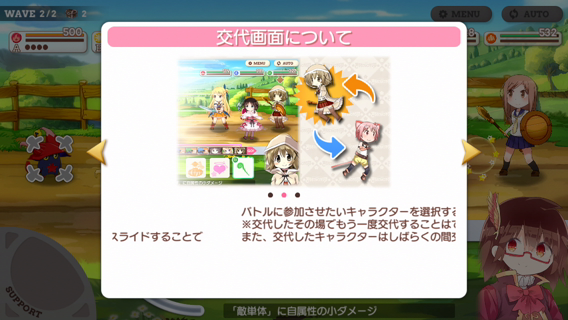 WAVE 2/2
2
MENU
AUTO
500
532
交代画面について
MENU
AUTO
バトルに参加させたいキャラクターを選択する
※交代したその場でもう一度交代することはで
スライドすることで
また、交代したキャラクターはしばらくの間交
SUPPORT
「敵単体」に自属性の小ダメージ